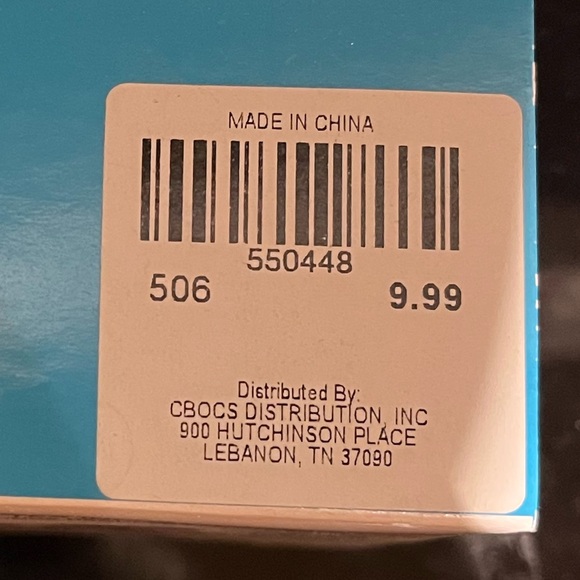 MADE IN CHINA
550448
506 9.99
Distributed By:
CBOCS DISTRIBUTION, INC
900 HUTCHINSON PLACE
LEBANON, TN 37090